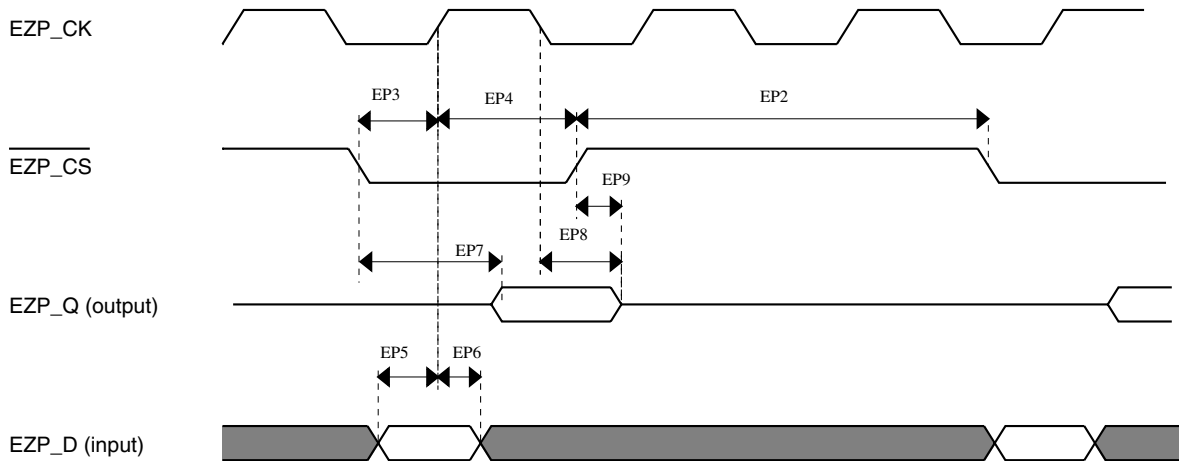 EZP_CK
EP3
EP4
EP2
EZP_CS
EP9
EP8
EP7
EZP_Q (output)
EP5
EP6
EZP_D (input)